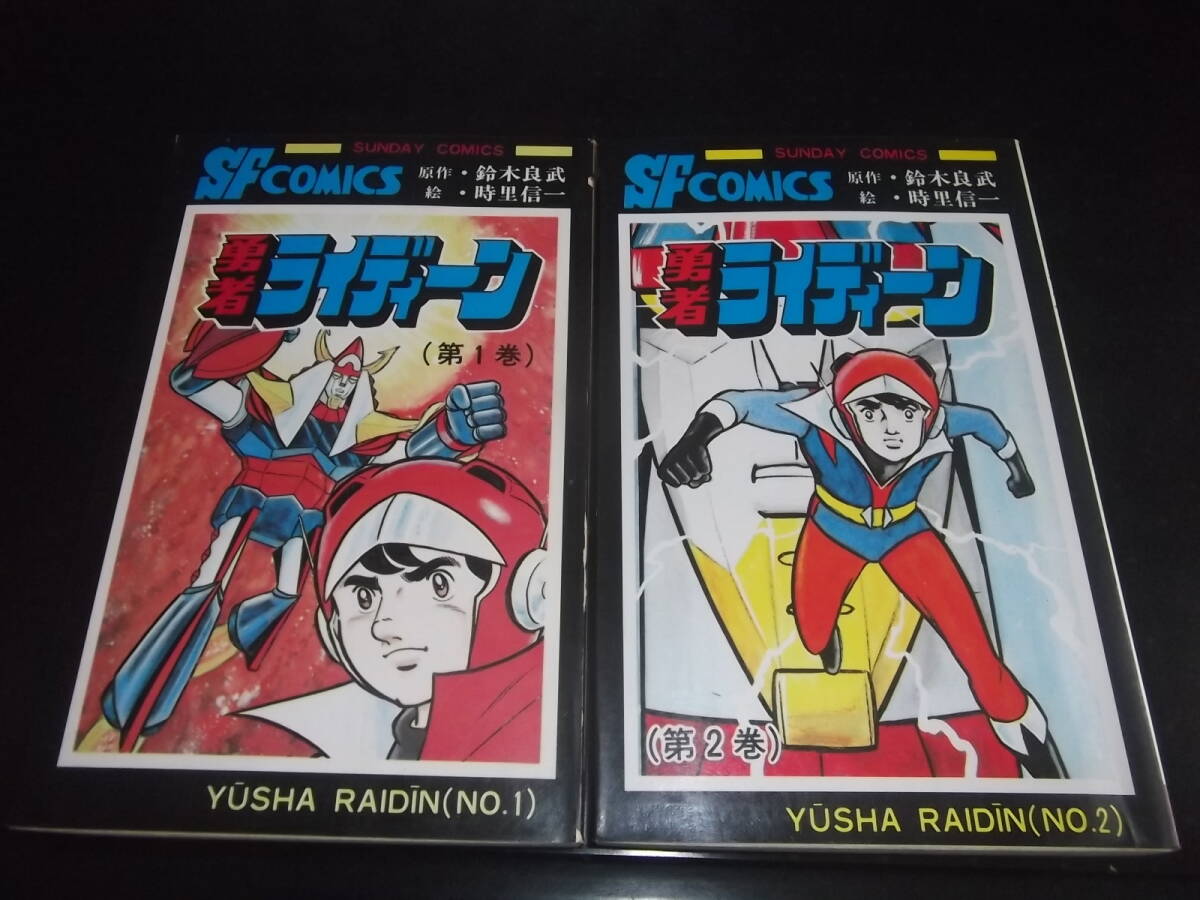 SUNDAY COMICS
SF COMICS
原作・鈴木良武
絵・時里信一
勇者ライディーン
(第1巻)
YŪSHA RAIDĪN(NO.1)
SUNDAY COMICS
SF COMICS
原作・鈴木良武
絵・時里信一
勇者ライディーン
(第2巻)
YŪSHA RAIDĪN(NO.2)